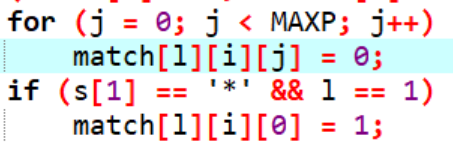 for (j = 0; j < MAXP; j++)
    match[l][i][j] = 0;
if (s[1] == '*' && l == 1)
    match[l][i][0] = 1;